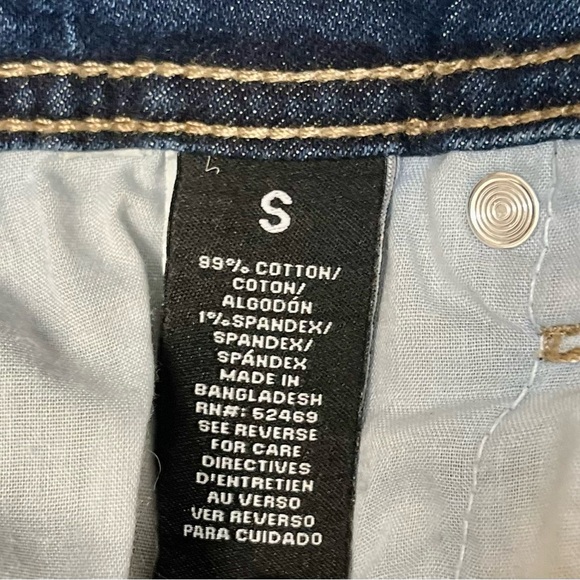 S
99% COTTON/
COTON/
ALGODÓN
1% SPANDEX/
SPANDEX/
SPÁNDEX
MADE IN
BANGLADESH
RN#: 52469
SEE REVERSE
FOR CARE
DIRECTIVES
D'ENTRETIEN
AU VERSO
VER REVERSO
PARA CUIDADO